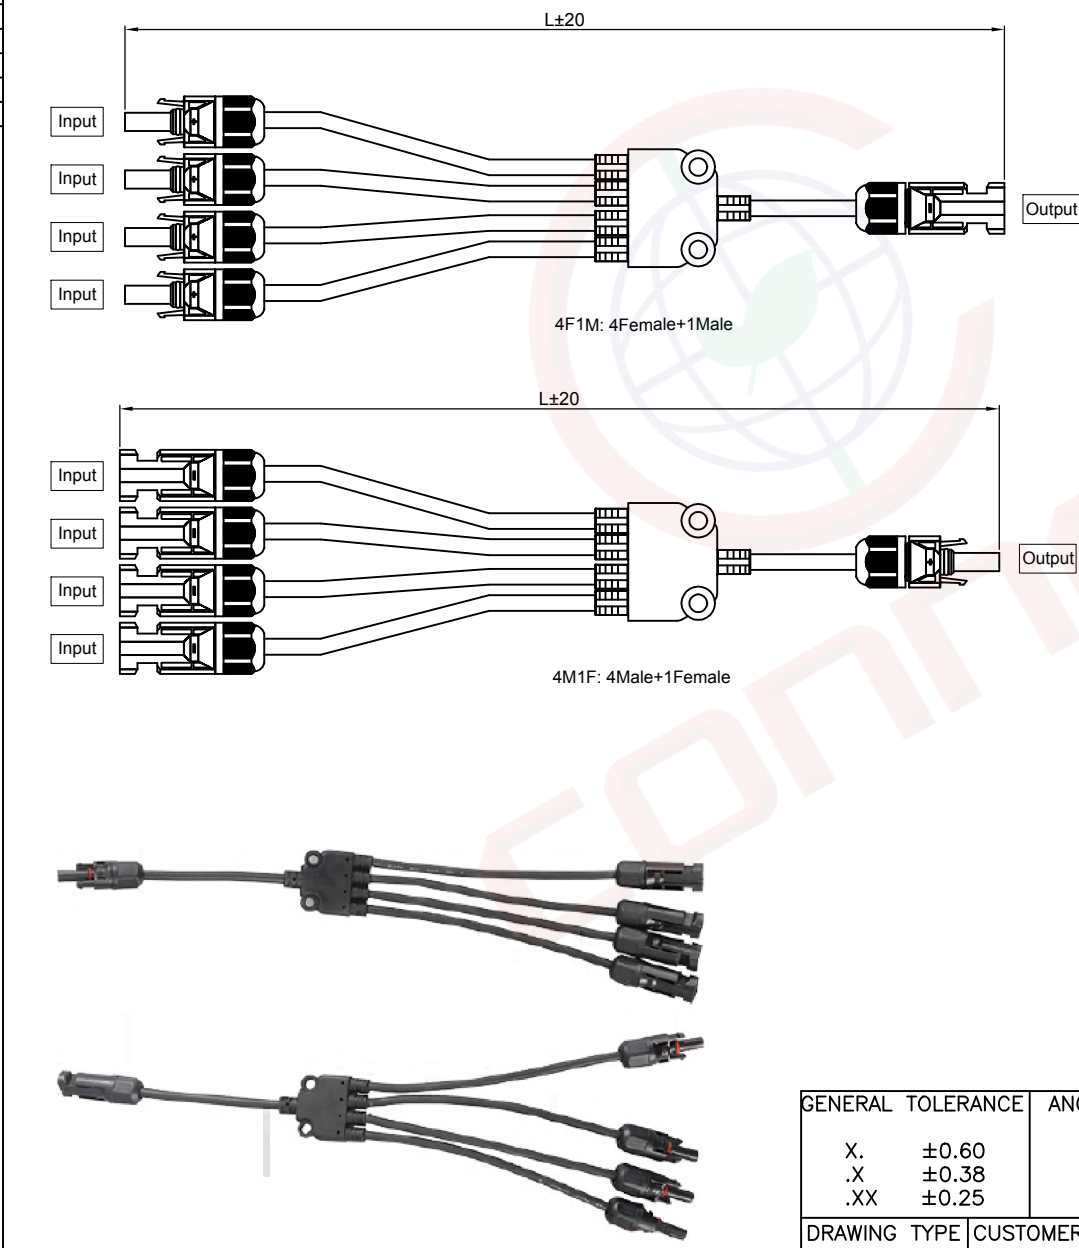 L±20
Input
Input
Input
Input
Output
4F1M: 4Female+1Male
L±20
Input
Input
Input
Input
Output
4M1F: 4Male+1Female
GENERAL TOLERANCE
X. ±0.60
.X ±0.38
.XX ±0.25
DRAWING TYPE